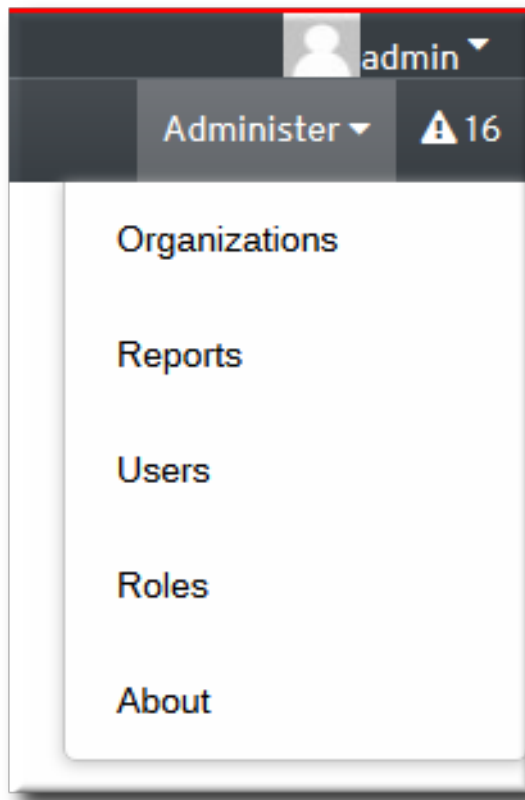 admin
Administer 16
Organizations
Reports
Users
Roles
About